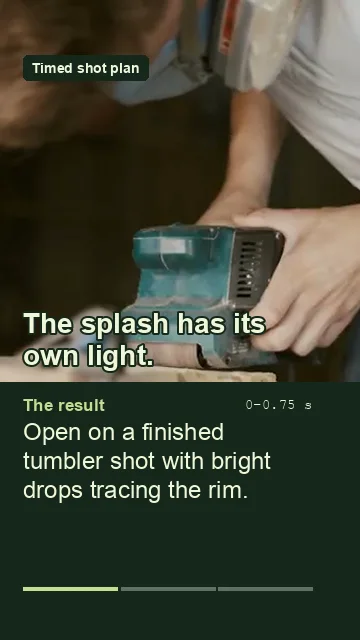 Timed shot plan
The splash has its
own light.
The result
0–0.75 s
Open on a finished
tumbler shot with bright
drops tracing the rim.